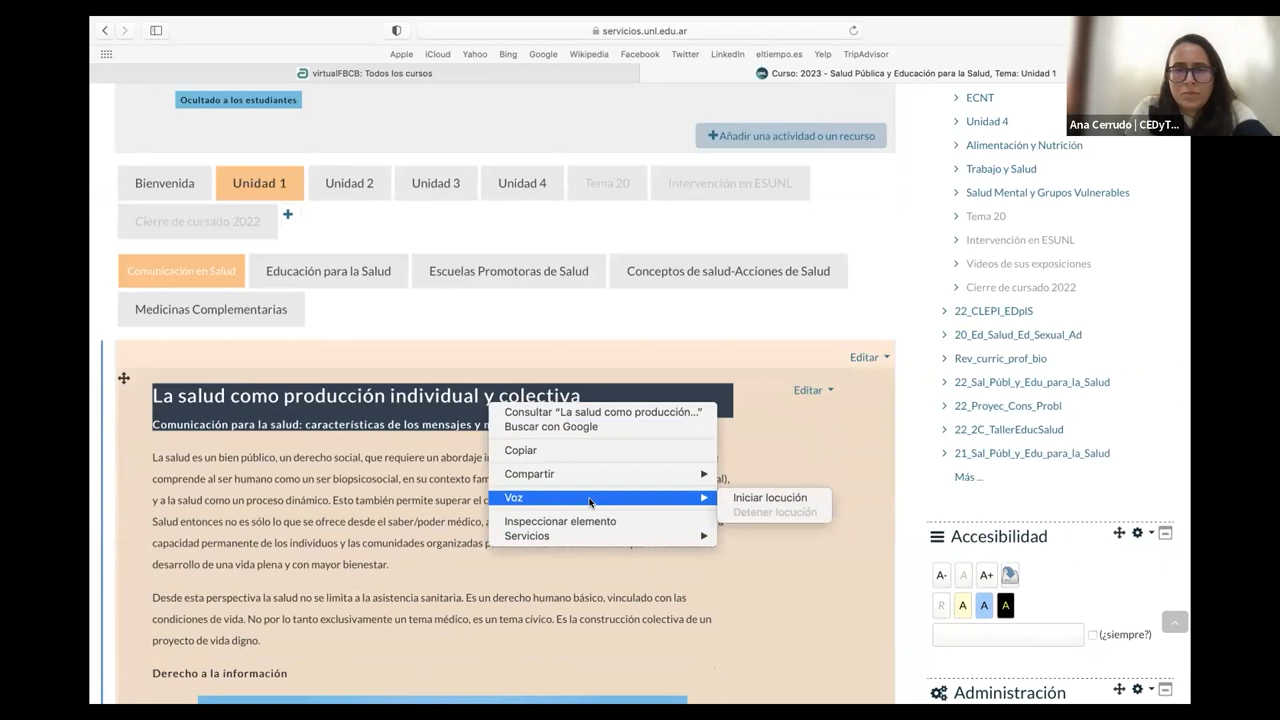 servicios.unl.edu.ar
Apple iCloud Yahoo Bing Google Wikipedia Facebook Twitter LinkedIn eltiempo.es Yelp TripAdvisor
virtualFBCB: Todos los cursos
Curso: 2023 - Salud Pública y Educación para la Salud, Tema: Unidad 1
Ana Cerrudo | CEDyT...
Ocultado a los estudiantes
Añadir una actividad o un recurso
Bienvenida Unidad 1 Unidad 2 Unidad 3 Unidad 4 Tema 20 Intervención en ESUNL
Cierre de cursado 2022
Comunicación en Salud Educación para la Salud Escuelas Promotoras de Salud Conceptos de salud-Acciones de Salud
Medicinas Complementarias
Editar
Editar
La salud como producción individual y colectiva
Comunicación para la salud: características de los mensajes y m
La salud es un bien público, un derecho social, que requiere un abordaje in
comprende al ser humano como un ser biopsicosocial, en su contexto fam
y a la salud como un proceso dinámico. Esto también permite superar el c
Salud entonces no es sólo lo que se ofrece desde el saber/poder médico, a
capacidad permanente de los individuos y las comunidades organizadas
desarrollo de una vida plena y con mayor bienestar.
Desde esta perspectiva la salud no se limita a la asistencia sanitaria. Es un derecho humano básico, vinculado con las
condiciones de vida. No por lo tanto exclusivamente un tema médico, es un tema cívico. Es la construcción colectiva de un
proyecto de vida digno.
Derecho a la información
Consultar “La salud como producción...”
Buscar con Google
Copiar
Compartir
Voz
Inspeccionar elemento
Servicios
Iniciar locución
Detener locución
ECNT
Unidad 4
Alimentación y Nutrición
Trabajo y Salud
Salud Mental y Grupos Vulnerables
Tema 20
Intervención en ESUNL
Videos de sus exposiciones
Cierre de cursado 2022
22_CLEPI_EDpIS
20_Ed_Salud_Ed_Sexual_Ad
Rev_curric_prof_bio
22_Sal_Públ_y_Edu_para_la_Salud
22_Proyec_Cons_Probl
22_2C_TallerEducSalud
21_Sal_Públ_y_Edu_para_la_Salud
Más ...
Accesibilidad
A- A A+
R A A A
(¿siempre?)
Administración